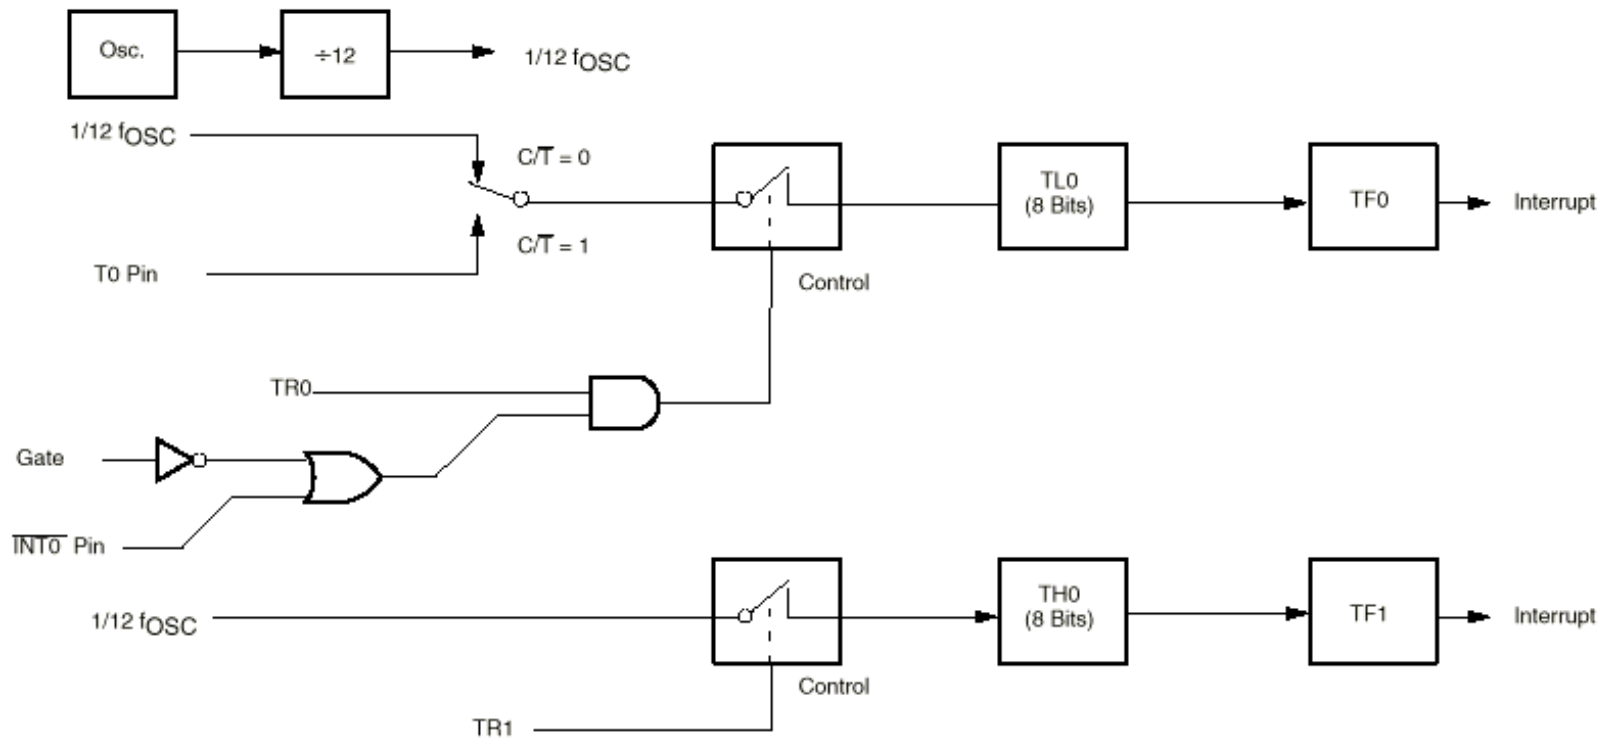 Osc.
÷12
1/12 fOSC
1/12 fOSC
C/T̅ = 0
C/T̅ = 1
T0 Pin
Control
TL0
(8 Bits)
TF0
Interrupt
TR0
Gate
I̅N̅T̅0̅ Pin
1/12 fOSC
Control
TH0
(8 Bits)
TF1
Interrupt
TR1